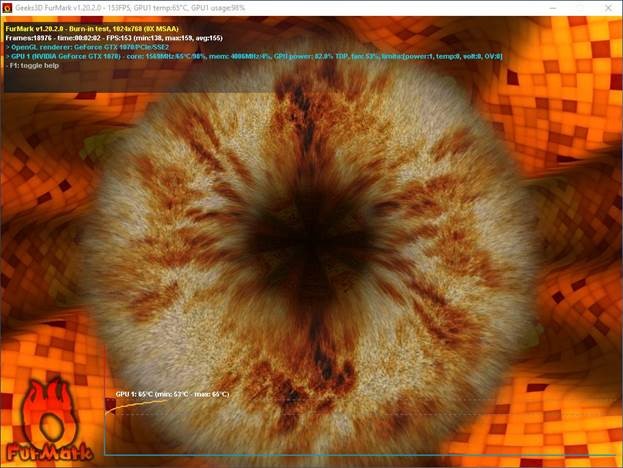 Geeks3D FurMark v1.20.2.0 - 153FPS, GPU1 temp:65°C, GPU1 usage:98%
FurMark v1.20.2.0 - Burn-in test, 1024x768 (0X MSAA)
Frames:18976 - time:00:02:02 - FPS:153 (min:138, max:159, avg:155)
> OpenGL renderer: GeForce GTX 1070/PCIe/SSE2
> GPU 1 (NVIDIA GeForce GTX 1070) - core: 1569MHz/65°C/98%, mem: 4006MHz/4%, GPU power: 82.0% TDP, fan: 53%, limits:[power:1, temp:0, volt:0, OV:0]
- F1: toggle help
GPU 1: 65°C (min: 53°C - max: 65°C)
FurMark